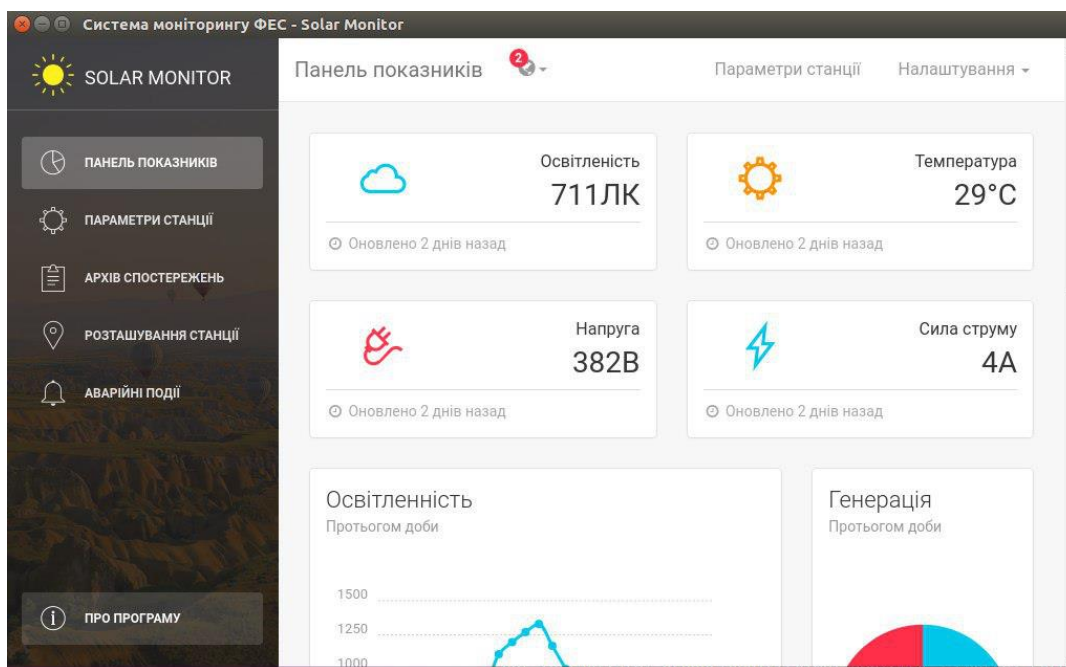 Система моніторингу ФЕС - Solar Monitor
SOLAR MONITOR
Панель показників
2
Параметри станції
Налаштування
ПАНЕЛЬ ПОКАЗНИКІВ
ПАРАМЕТРИ СТАНЦІЇ
АРХІВ СПОСТЕРЕЖЕНЬ
РОЗТАШУВАННЯ СТАНЦІЇ
АВАРІЙНІ ПОДІЇ
ПРО ПРОГРАМУ
Освітленість
711ЛК
Оновлено 2 днів назад
Температура
29°C
Оновлено 2 днів назад
Напруга
382В
Оновлено 2 днів назад
Сила струму
4А
Оновлено 2 днів назад
Освітленність
Протьогом доби
1500
1250
1000
Генерація
Протьогом доби